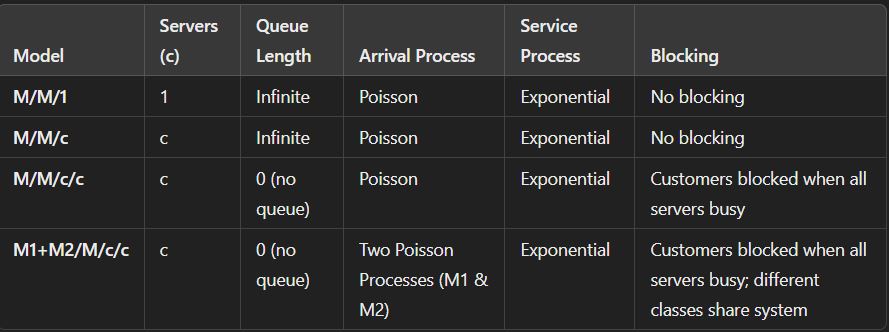 Model Servers (c) Queue Length Arrival Process Service Process Blocking
M/M/1 1 Infinite Poisson Exponential No blocking
M/M/c c Infinite Poisson Exponential No blocking
M/M/c/c c 0 (no queue) Poisson Exponential Customers blocked when all servers busy
M1+M2/M/c/c c 0 (no queue) Two Poisson Processes (M1 & M2) Exponential Customers blocked when all servers busy; different classes share system